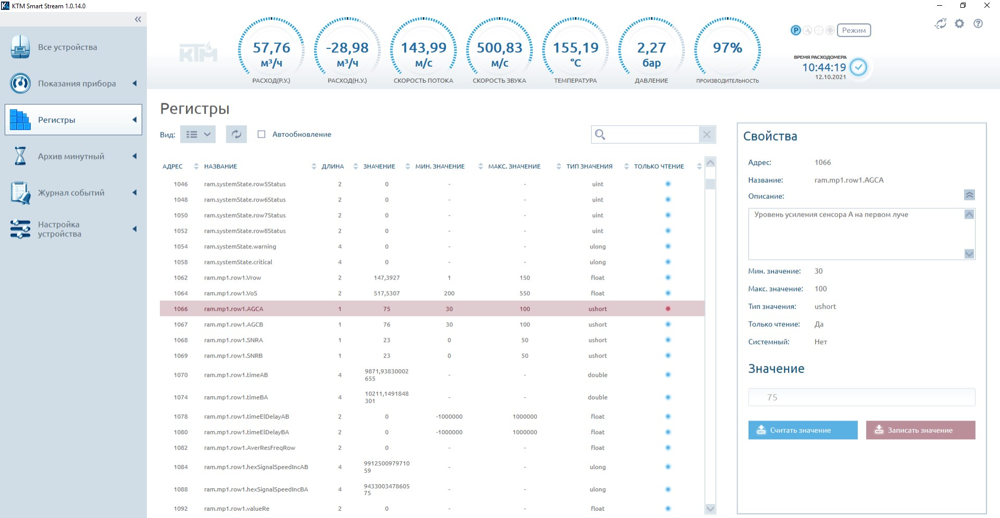 KTM Smart Stream 1.0.14.0
Все устройства
Показания прибора
Регистры
Архив минутный
Журнал событий
Настройка
устройства
КТМ
57,76
м³/ч
РАСХОД(Р.У.)
-28,98
м³/ч
РАСХОД(Н.У.)
143,99
м/с
СКОРОСТЬ ПОТОКА
500,83
м/с
СКОРОСТЬ ЗВУКА
155,19
°C
ТЕМПЕРАТУРА
2,27
бар
ДАВЛЕНИЕ
97%
ПРОИЗВОДИТЕЛЬНОСТЬ
P
Режим
ВРЕМЯ РАСХОДОМЕРА
10:44:19
12.10.2021
Регистры
Вид:
Автообновление
АДРЕС НАЗВАНИЕ ДЛИНА ЗНАЧЕНИЕ МИН. ЗНАЧЕНИЕ МАКС. ЗНАЧЕНИЕ ТИП ЗНАЧЕНИЯ ТОЛЬКО ЧТЕНИЕ
1046 ram.systemState.row5Status 2 0 - - uint
1048 ram.systemState.row6Status 2 0 - - uint
1050 ram.systemState.row7Status 2 0 - - uint
1052 ram.systemState.row8Status 2 0 - - uint
1054 ram.systemState.warning 4 0 - - ulong
1058 ram.systemState.critical 4 0 - - ulong
1062 ram.mp1.row1.Vrow 2 147,3927 1 150 float
1064 ram.mp1.row1.VoS 2 517,5307 200 550 float
1066 ram.mp1.row1.AGCA 1 75 30 100 ushort
1067 ram.mp1.row1.AGCB 1 76 30 100 ushort
1068 ram.mp1.row1.SNRA 1 23 0 50 ushort
1069 ram.mp1.row1.SNRB 1 23 0 50 ushort
1070 ram.mp1.row1.timeAB 4 9871,93830002
655 - - double
1074 ram.mp1.row1.timeBA 4 10211,1491848
301 - - double
1078 ram.mp1.row1.timeElDelayAB 2 0 -1000000 1000000 float
1080 ram.mp1.row1.timeElDelayBA 2 0 -1000000 1000000 float
1082 ram.mp1.row1.AverResFreqRow 2 0 - - float
1084 ram.mp1.row1.hexSignalSpeedIncAB 4 9912500979710
59 - - ulong
1088 ram.mp1.row1.hexSignalSpeedIncBA 4 9433003478605
75 - - ulong
1092 ram.mp1.row1.valueRe 2 0 - - float
Свойства
Адрес: 1066
Название: ram.mp1.row1.AGCA
Описание:
Уровень усиления сенсора А на первом луче
Мин. значение: 30
Макс. значение: 100
Тип значения: ushort
Только чтение: Да
Системный: Нет
Значение
75
Считать значение
Записать значение